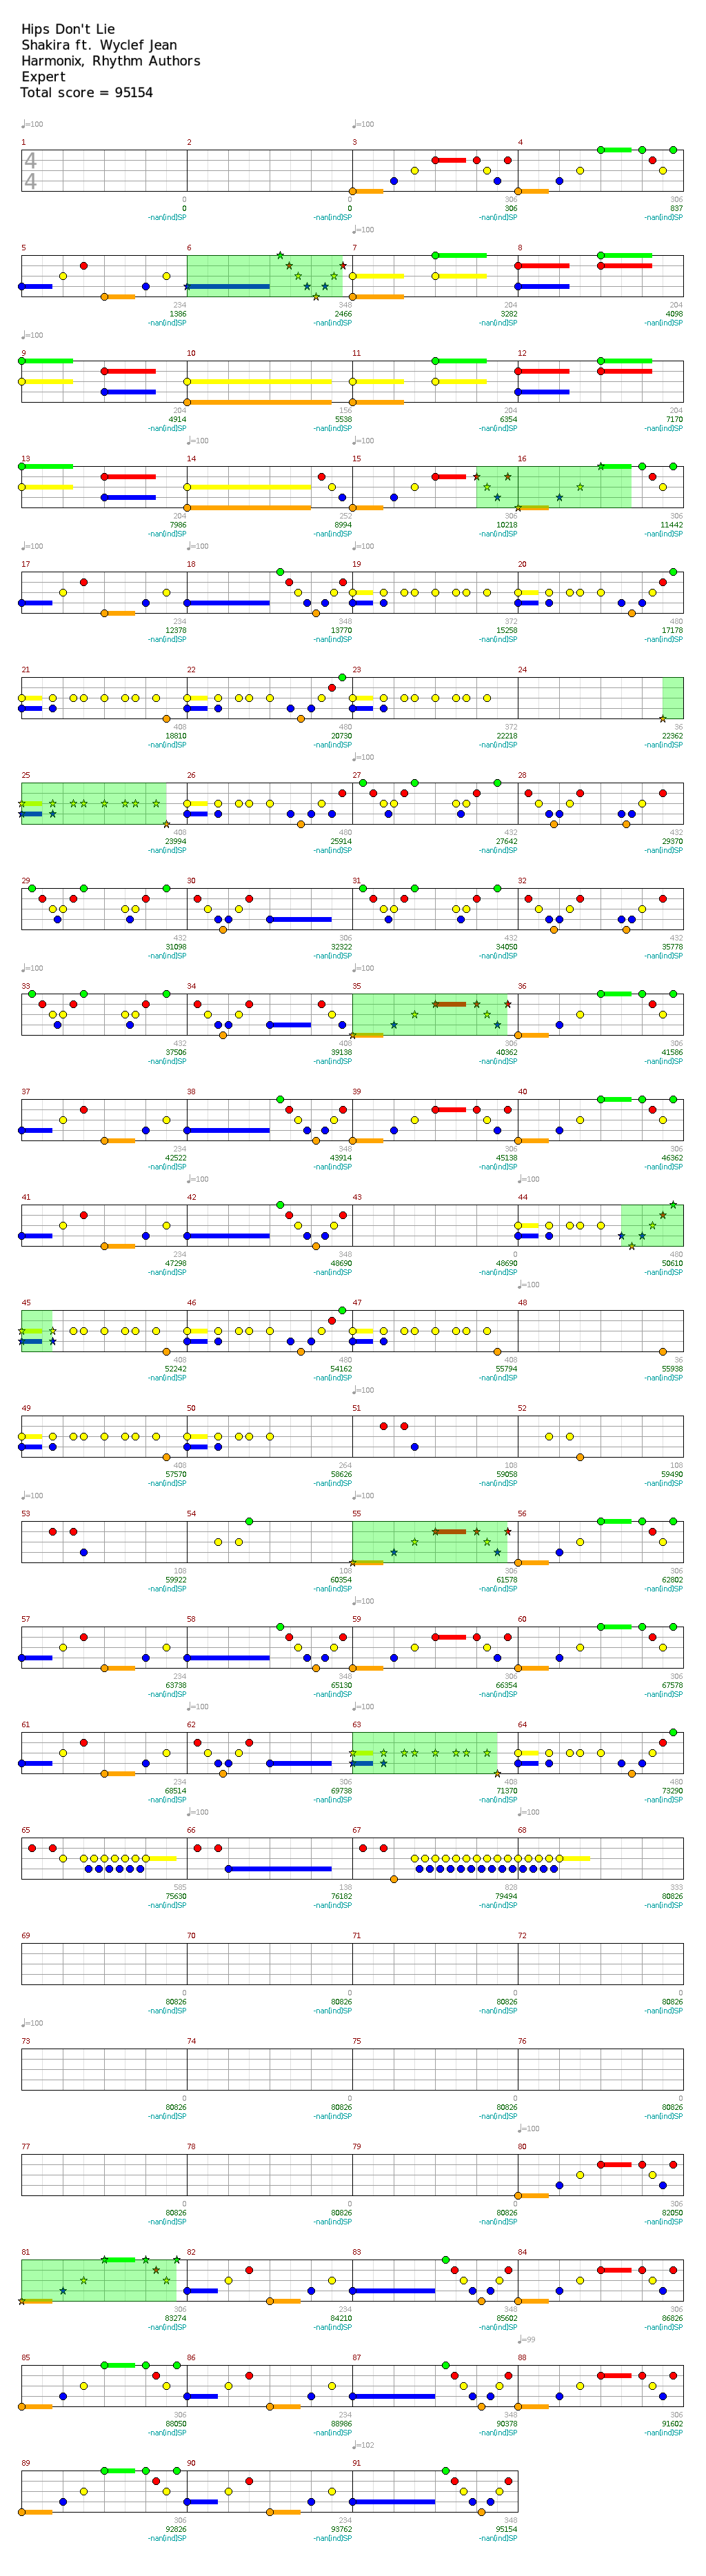 Hips Don't Lie
Shakira ft. Wyclef Jean
Harmonix, Rhythm Authors
Expert
Total score = 95154
♩=100 ♩=100
1 2 3 4
4
4
0 0 306 306
0 0 306 837
-nan(ind)SP -nan(ind)SP -nan(ind)SP -nan(ind)SP
♩=100
5 6 7 8
234 348 204 204
1386 2466 3282 4098
-nan(ind)SP -nan(ind)SP -nan(ind)SP -nan(ind)SP
♩=100
9 10 11 12
204 156 204 204
4914 5538 6354 7170
-nan(ind)SP -nan(ind)SP -nan(ind)SP -nan(ind)SP
♩=100
13 14 15 16
204 252 306 306
7986 8994 10218 11442
-nan(ind)SP -nan(ind)SP -nan(ind)SP -nan(ind)SP
♩=100 ♩=100 ♩=100
17 18 19 20
234 348 372 480
12378 13770 15258 17178
-nan(ind)SP -nan(ind)SP -nan(ind)SP -nan(ind)SP
21 22 23 24
408 480 372 36
18810 20730 22218 22362
-nan(ind)SP -nan(ind)SP -nan(ind)SP -nan(ind)SP
♩=100
25 26 27 28
408 480 432 432
23994 25914 27642 29370
-nan(ind)SP -nan(ind)SP -nan(ind)SP -nan(ind)SP
29 30 31 32
432 306 432 432
31098 32322 34050 35778
-nan(ind)SP -nan(ind)SP -nan(ind)SP -nan(ind)SP
♩=100 ♩=100
33 34 35 36
432 408 306 306
37506 39138 40362 41586
-nan(ind)SP -nan(ind)SP -nan(ind)SP -nan(ind)SP
37 38 39 40
234 348 306 306
42522 43914 45138 46362
-nan(ind)SP -nan(ind)SP -nan(ind)SP -nan(ind)SP
♩=100
41 42 43 44
234 348 0 480
47298 48690 48690 50610
-nan(ind)SP -nan(ind)SP -nan(ind)SP -nan(ind)SP
♩=100
45 46 47 48
408 480 408 36
52242 54162 55794 55938
-nan(ind)SP -nan(ind)SP -nan(ind)SP -nan(ind)SP
♩=100
49 50 51 52
408 264 108 108
57570 58626 59058 59490
-nan(ind)SP -nan(ind)SP -nan(ind)SP -nan(ind)SP
♩=100 ♩=100
53 54 55 56
108 108 306 306
59922 60354 61578 62802
-nan(ind)SP -nan(ind)SP -nan(ind)SP -nan(ind)SP
♩=100
57 58 59 60
234 348 306 306
63738 65130 66354 67578
-nan(ind)SP -nan(ind)SP -nan(ind)SP -nan(ind)SP
♩=100 ♩=100
61 62 63 64
234 306 408 480
68514 69738 71370 73290
-nan(ind)SP -nan(ind)SP -nan(ind)SP -nan(ind)SP
♩=100 ♩=100
65 66 67 68
585 138 828 333
75630 76182 79494 80826
-nan(ind)SP -nan(ind)SP -nan(ind)SP -nan(ind)SP
69 70 71 72
0 0 0 0
80826 80826 80826 80826
-nan(ind)SP -nan(ind)SP -nan(ind)SP -nan(ind)SP
♩=100
73 74 75 76
0 0 0 0
80826 80826 80826 80826
-nan(ind)SP -nan(ind)SP -nan(ind)SP -nan(ind)SP
♩=100
77 78 79 80
0 0 0 306
80826 80826 80826 82050
-nan(ind)SP -nan(ind)SP -nan(ind)SP -nan(ind)SP
81 82 83 84
306 234 348 306
83274 84210 85602 86826
-nan(ind)SP -nan(ind)SP -nan(ind)SP -nan(ind)SP
♩=99
85 86 87 88
306 234 348 306
88050 88986 90378 91602
-nan(ind)SP -nan(ind)SP -nan(ind)SP -nan(ind)SP
♩=102
89 90 91
306 234 348
92826 93762 95154
-nan(ind)SP -nan(ind)SP -nan(ind)SP